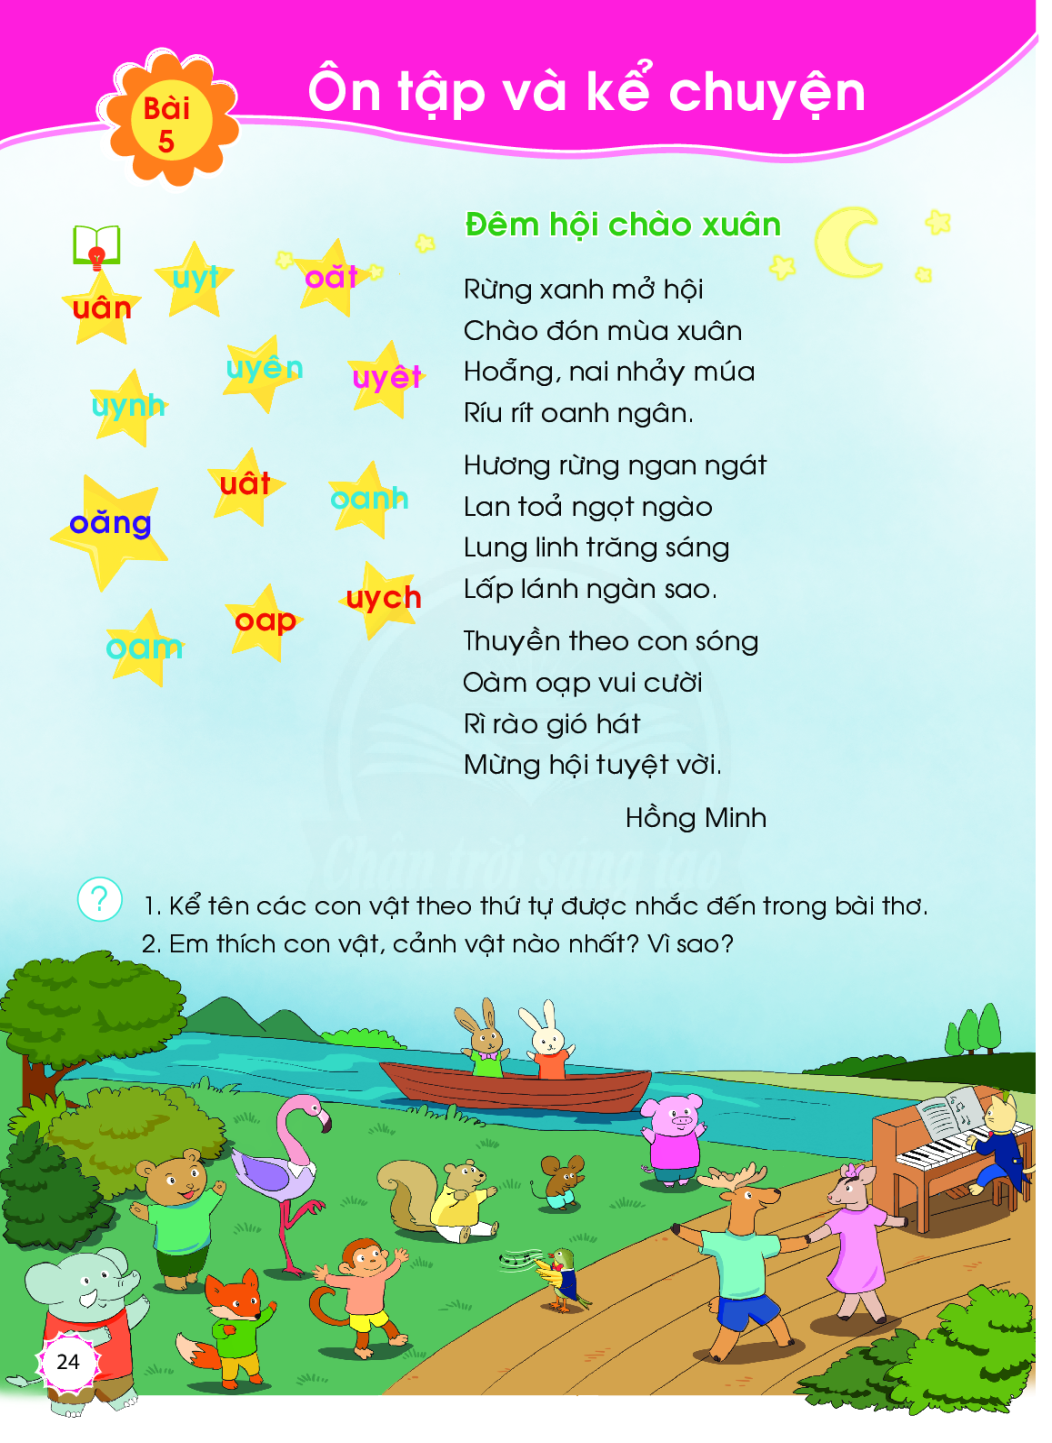 Bài
5
Ôn tập và kể chuyện
uân
uyt
oăt
uynh
uyên
uyêt
oăng
uât
oanh
oam
oap
uych
Đêm hội chào xuân
Rừng xanh mở hội
Chào đón mùa xuân
Hoẵng, nai nhảy múa
Ríu rít oanh ngân.
Hương rừng ngan ngát
Lan toả ngọt ngào
Lung linh trăng sáng
Lấp lánh ngàn sao.
Thuyền theo con sóng
Oàm oạp vui cười
Rì rào gió hát
Mừng hội tuyệt vời.
Hồng Minh
Chân trời sáng tạo
?
1. Kể tên các con vật theo thứ tự được nhắc đến trong bài thơ.
2. Em thích con vật, cảnh vật nào nhất? Vì sao?
24